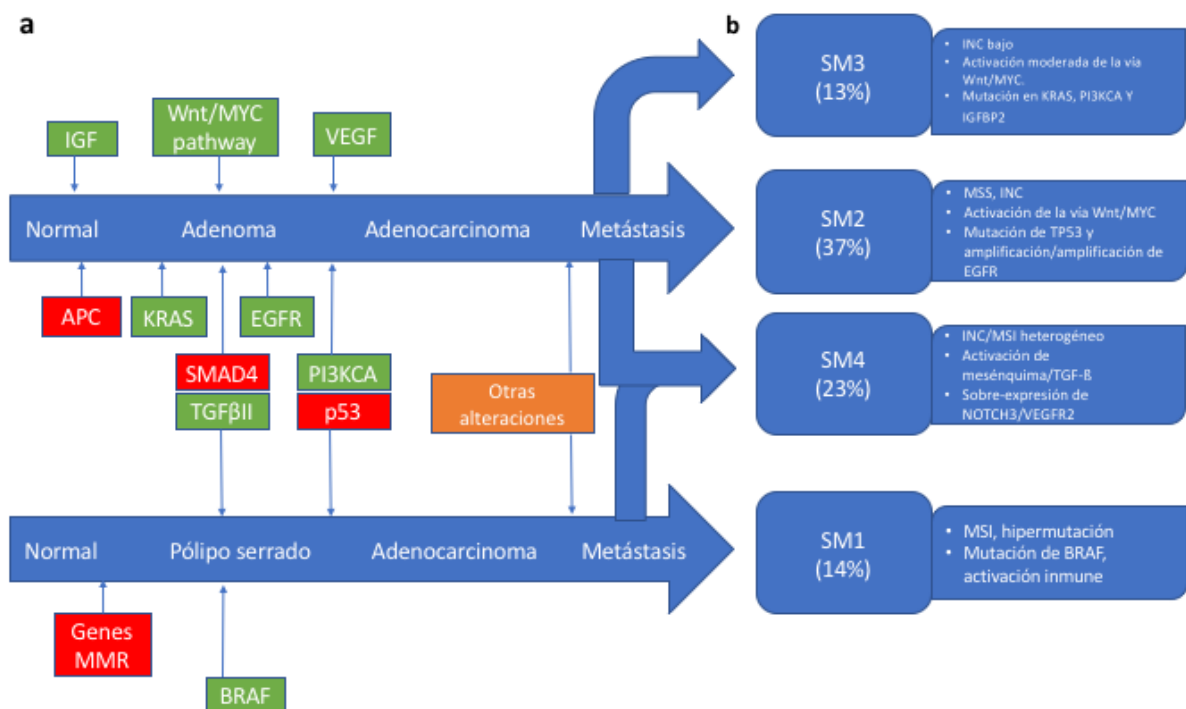 a
IGF
Wnt/MYC
pathway
VEGF
Normal
Adenoma
Adenocarcinoma
Metástasis
APC
KRAS
EGFR
SMAD4
TGFβII
PI3KCA
p53
Otras
alteraciones
Normal
Pólipo serrado
Adenocarcinoma
Metástasis
Genes
MMR
BRAF
b
SM3
(13%)
• INC bajo
• Activación moderada de la vía
Wnt/MYC.
• Mutación en KRAS, PI3KCA Y
IGFBP2
SM2
(37%)
• MSS, INC
• Activación de la vía Wnt/MYC
• Mutación de TP53 y
amplificación/amplificación de
EGFR
SM4
(23%)
• INC/MSI heterogéneo
• Activación de
mesénquima/TGF-ß
• Sobre-expresión de
NOTCH3/VEGFR2
SM1
(14%)
• MSI, hipermutación
• Mutación de BRAF,
activación inmune